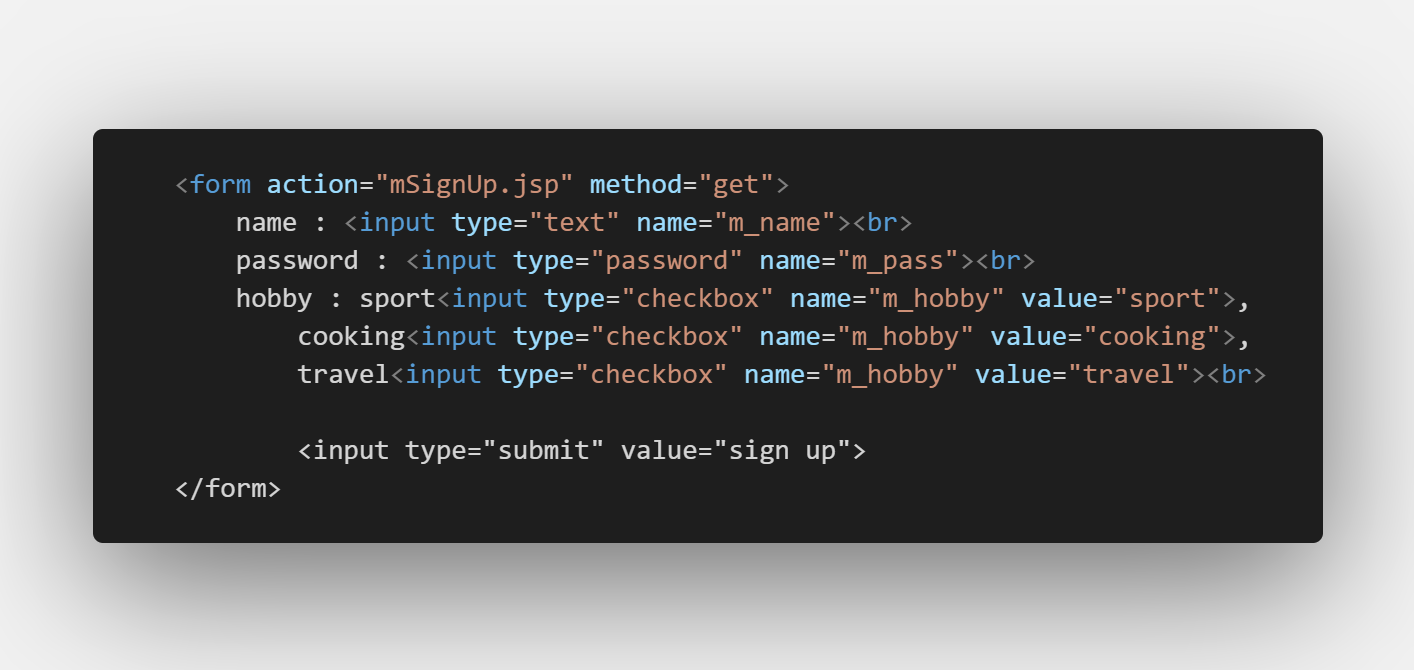 <form action="mSignUp.jsp" method="get">
    name : <input type="text" name="m_name"><br>
    password : <input type="password" name="m_pass"><br>
    hobby : sport<input type="checkbox" name="m_hobby" value="sport">,
        cooking<input type="checkbox" name="m_hobby" value="cooking">,
        travel<input type="checkbox" name="m_hobby" value="travel"><br>

        <input type="submit" value="sign up">
</form>